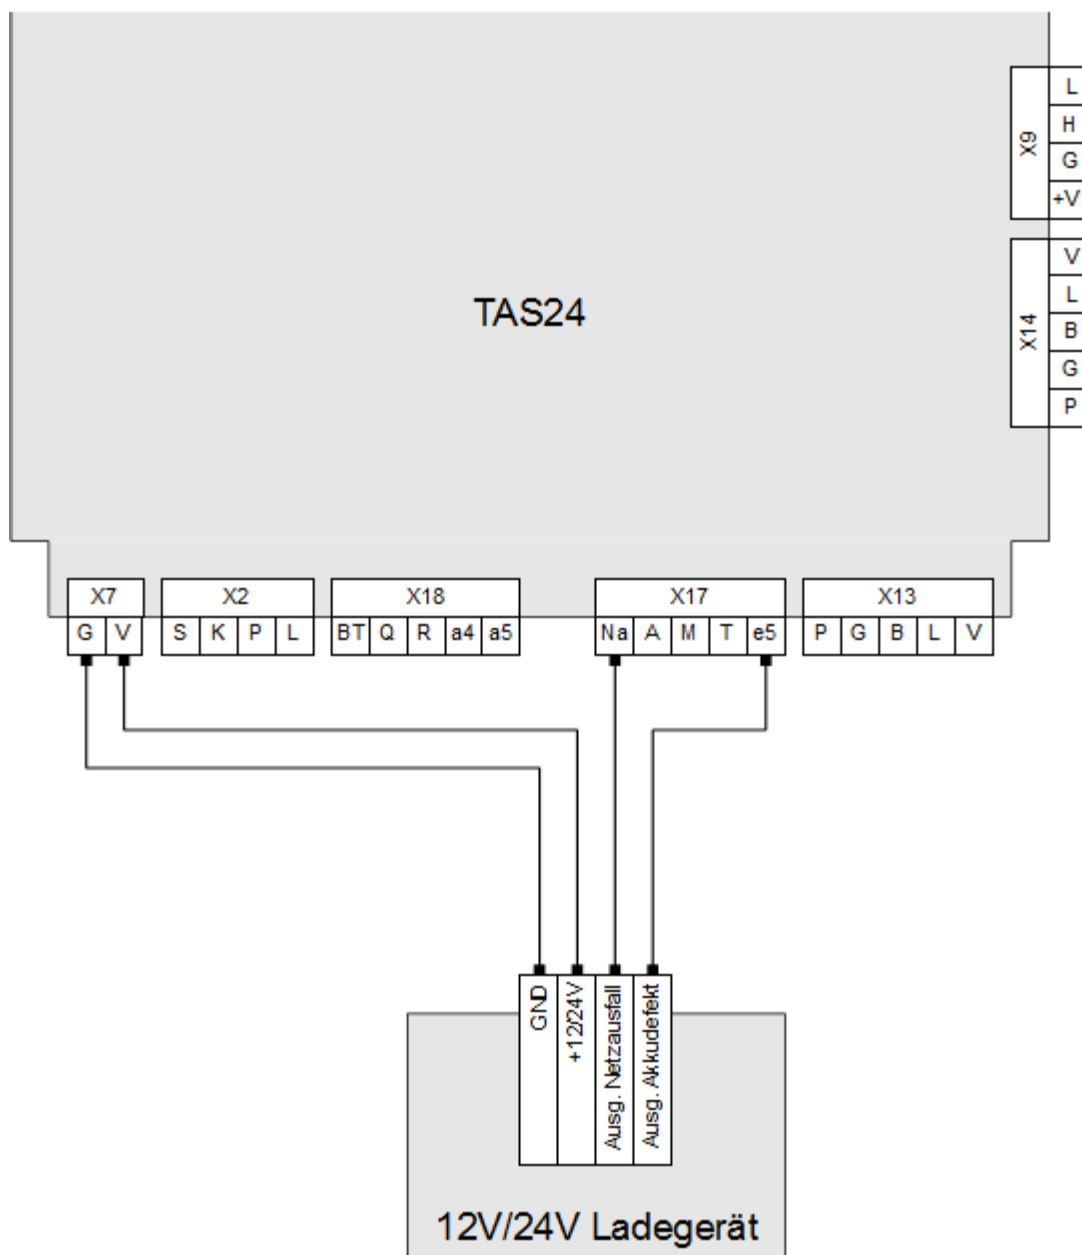 L
H
G
+V
X9
V
L
B
G
P
X14
TAS24
X7 X2 X18 X17 X13
G V S K P L BT Q R a4 a5 Na A M T e5 P G B L V
GND
+12/24V
Ausg. Netzausfall
Ausg. Akkudefekt
12V/24V Ladegerät